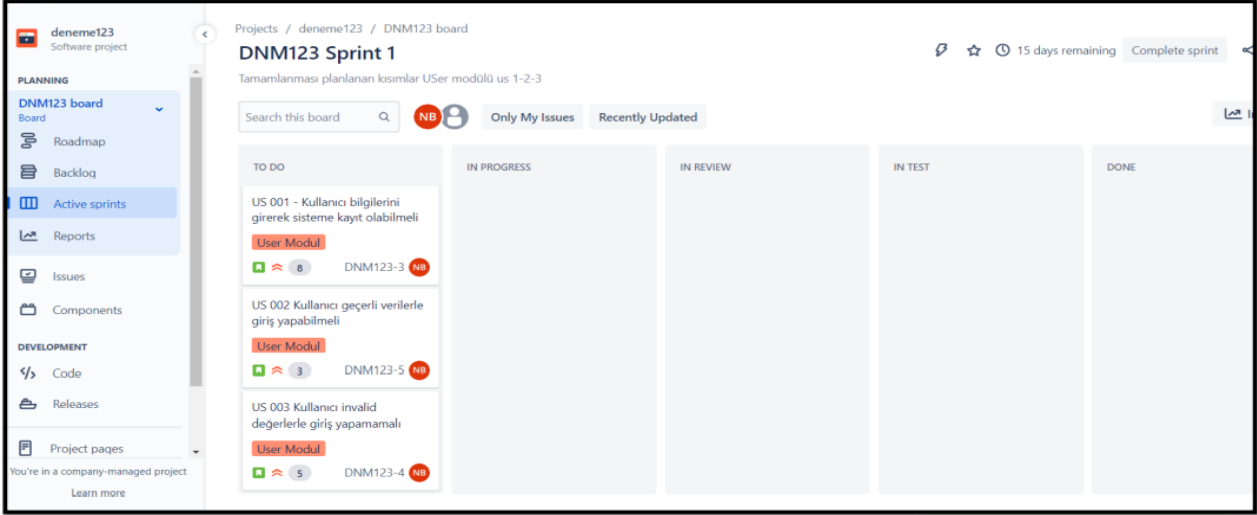 deneme123
Software project
PLANNING
DNM123 board
Board
Roadmap
Backlog
Active sprints
Reports
Issues
Components
DEVELOPMENT
Code
Releases
Project pages
You're in a company-managed project
Learn more
Projects / deneme123 / DNM123 board
DNM123 Sprint 1
15 days remaining
Complete sprint
Tamamlanması planlanan kısımlar USer modülü us 1-2-3
Search this board
NB
Only My Issues
Recently Updated
TO DO
IN PROGRESS
IN REVIEW
IN TEST
DONE
US 001 - Kullanıcı bilgilerini
girerek sisteme kayıt olabilmeli
User Modul
8
DNM123-3
NB
US 002 Kullanıcı geçerli verilerle
giriş yapabilmeli
User Modul
3
DNM123-5
NB
US 003 Kullanıcı invalid
değerlerle giriş yapamamalı
User Modul
5
DNM123-4
NB